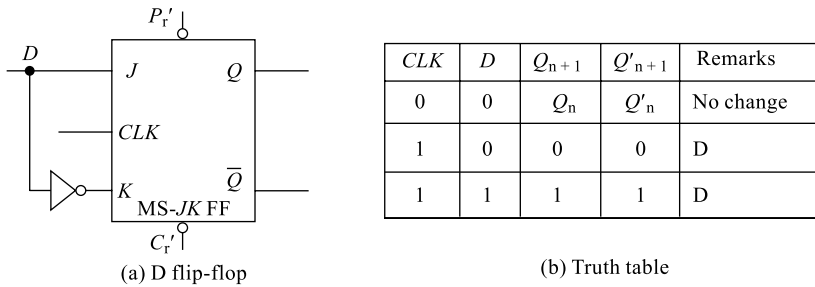 Pr′
D
J
Q
CLK
K
Q̅
MS-JK FF
Cr′
(a) D flip-flop
CLK D Qn + 1 Q′n + 1 Remarks
0 0 Qn Q′n No change
1 0 0 0 D
1 1 1 1 D
(b) Truth table